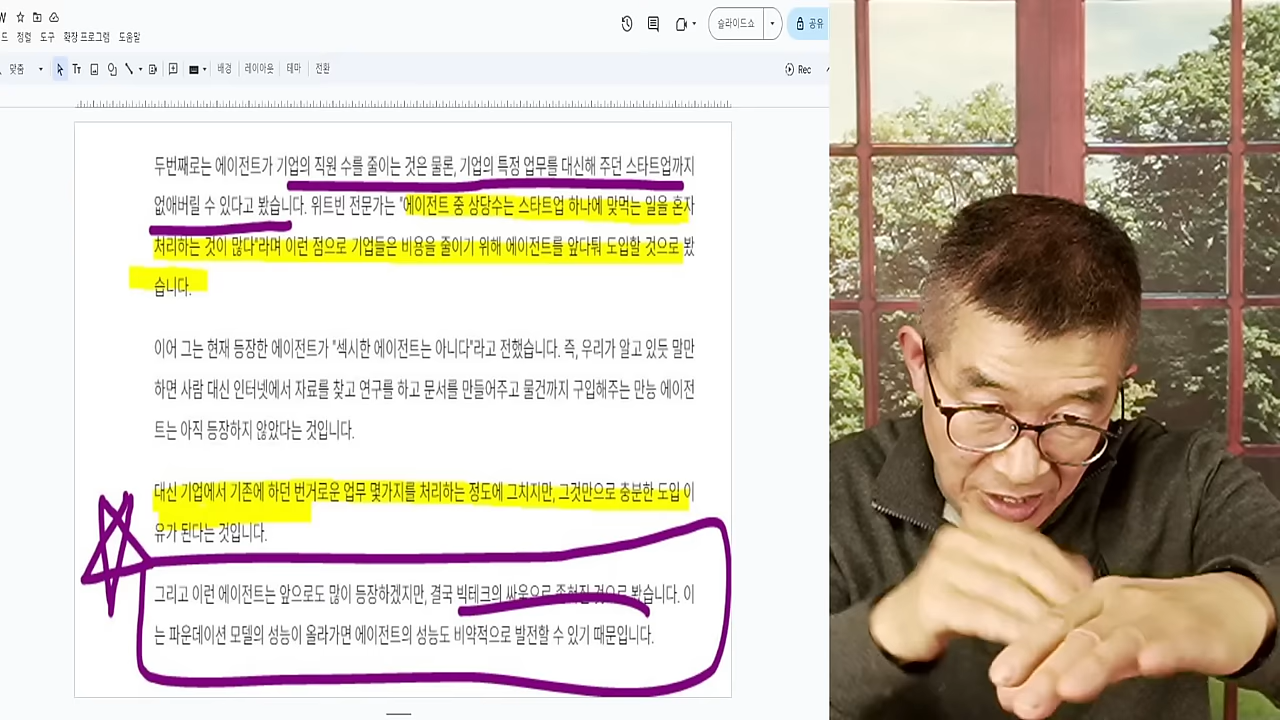 드 정렬 도구 확장 프로그램 도움말
슬라이드쇼
공유
맞춤 Tт 배경 레이아웃 테마 전환 Rec
두번째로는 에이전트가 기업의 직원 수를 줄이는 것은 물론, 기업의 특정 업무를 대신해 주던 스타트업까지
없애버릴 수 있다고 봤습니다. 위트빈 전문가는 "에이전트 중 상당수는 스타트업 하나에 맞먹는 일을 혼자
처리하는 것이 많다"라며 이런 점으로 기업들은 비용을 줄이기 위해 에이전트를 앞다퉈 도입할 것으로 봤
습니다.
이어 그는 현재 등장한 에이전트가 "섹시한 에이전트는 아니다"라고 전했습니다. 즉, 우리가 알고 있듯 말만
하면 사람 대신 인터넷에서 자료를 찾고 연구를 하고 문서를 만들어주고 물건까지 구입해주는 만능 에이전
트는 아직 등장하지 않았다는 것입니다.
대신 기업에서 기존에 하던 번거로운 업무 몇가지를 처리하는 정도에 그치지만, 그것만으로 충분한 도입 이
유가 된다는 것입니다.
그리고 이런 에이전트는 앞으로도 많이 등장하겠지만, 결국 빅테크의 싸움으로 좁혀질 것으로 봤습니다. 이
는 파운데이션 모델의 성능이 올라가면 에이전트의 성능도 비약적으로 발전할 수 있기 때문입니다.